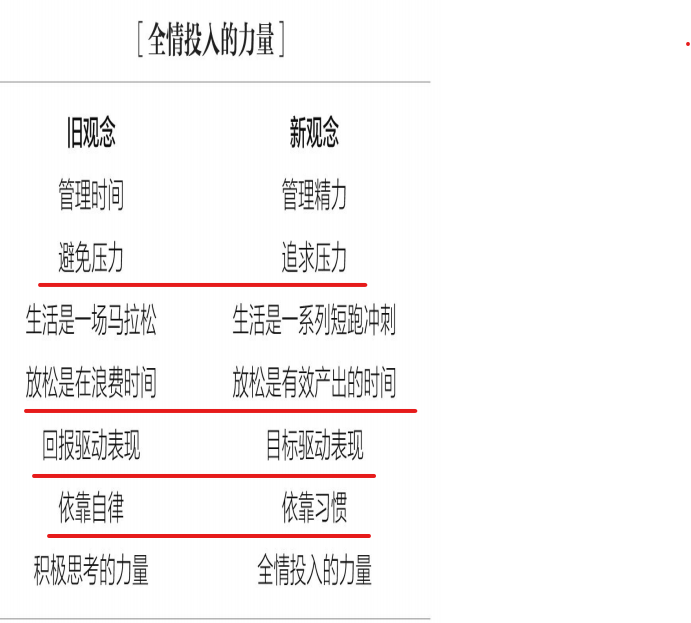 [全情投入的力量]
旧观念 新观念
管理时间 管理精力
避免压力 追求压力
生活是一场马拉松 生活是一系列短跑冲刺
放松是在浪费时间 放松是有效产出的时间
回报驱动表现 目标驱动表现
依靠自律 依靠习惯
积极思考的力量 全情投入的力量